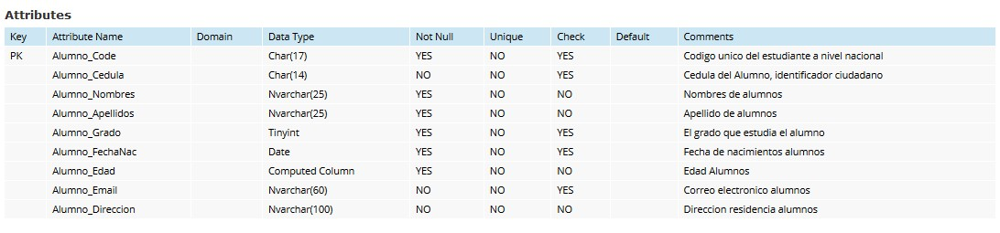 Attributes
Key Attribute Name Domain Data Type Not Null Unique Check Default Comments
PK Alumno_Code Char(17) YES NO YES Codigo unico del estudiante a nivel nacional
Alumno_Cedula Char(14) NO NO YES Cedula del Alumno, identificador ciudadano
Alumno_Nombres Nvarchar(25) YES NO NO Nombres de alumnos
Alumno_Apellidos Nvarchar(25) YES NO NO Apellido de alumnos
Alumno_Grado Tinyint YES NO YES El grado que estudia el alumno
Alumno_FechaNac Date YES NO YES Fecha de nacimientos alumnos
Alumno_Edad Computed Column YES NO NO Edad Alumnos
Alumno_Email Nvarchar(60) NO NO YES Correo electronico alumnos
Alumno_Direccion Nvarchar(100) NO NO NO Direccion residencia alumnos